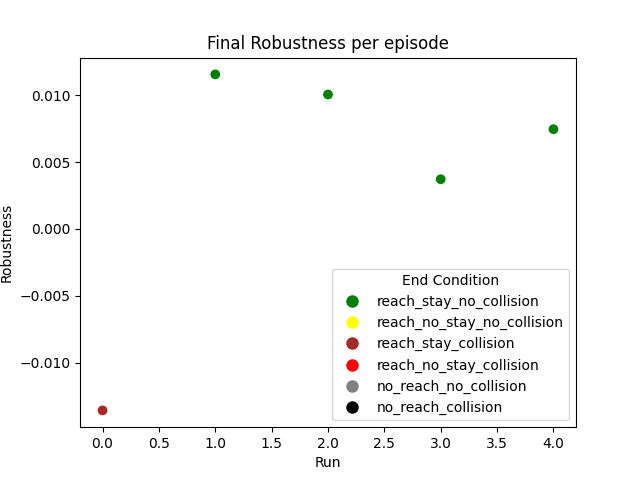 Final Robustness per episode
0.010
0.005
0.000
−0.005
−0.010
Robustness
End Condition
reach_stay_no_collision
reach_no_stay_no_collision
reach_stay_collision
reach_no_stay_collision
no_reach_no_collision
no_reach_collision
0.0 0.5 1.0 1.5 2.0 2.5 3.0 3.5 4.0
Run